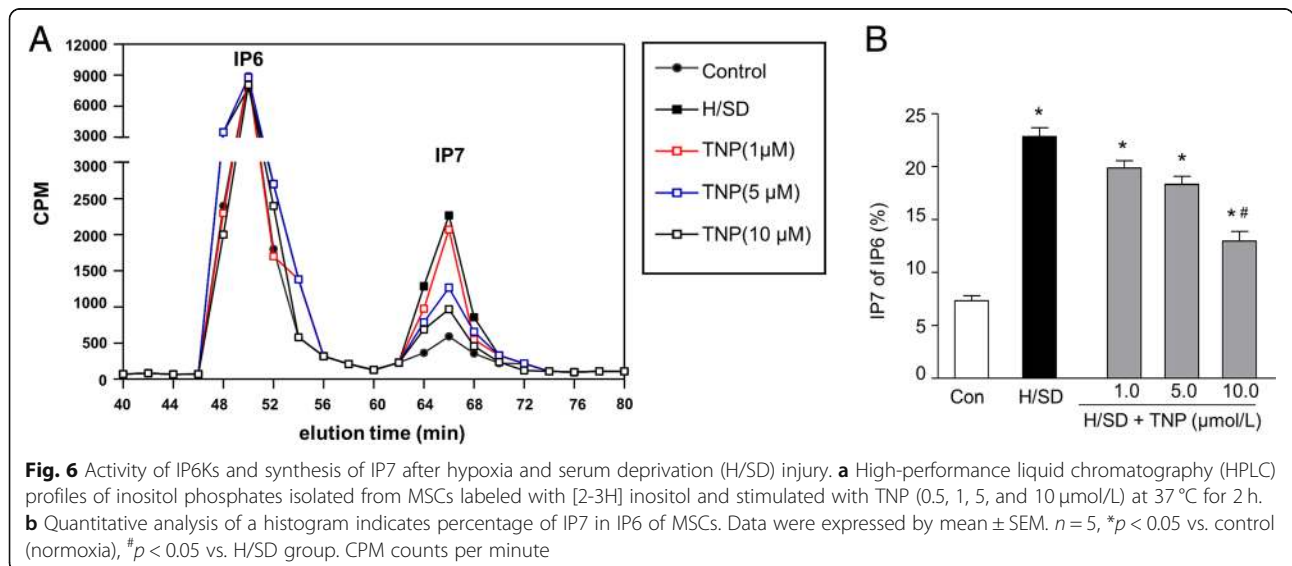 A
12000
9000
6000
3000
3000
2500
2000
1500
1000
500
0
CPM
IP6
IP7
40 44 48 52 56 60 64 68 72 76 80
elution time (min)
Control
H/SD
TNP(1μM)
TNP(5 μM)
TNP(10 μM)
B
25
20
15
10
5
0
IP7 of IP6 (%)
*
*
*
*#
Con H/SD 1.0 5.0 10.0
H/SD + TNP (μmol/L)
Fig. 6 Activity of IP6Ks and synthesis of IP7 after hypoxia and serum deprivation (H/SD) injury. a High-performance liquid chromatography (HPLC)
profiles of inositol phosphates isolated from MSCs labeled with [2-3H] inositol and stimulated with TNP (0.5, 1, 5, and 10 μmol/L) at 37 °C for 2 h.
b Quantitative analysis of a histogram indicates percentage of IP7 in IP6 of MSCs. Data were expressed by mean ± SEM. n = 5, *p < 0.05 vs. control
(normoxia), #p < 0.05 vs. H/SD group. CPM counts per minute